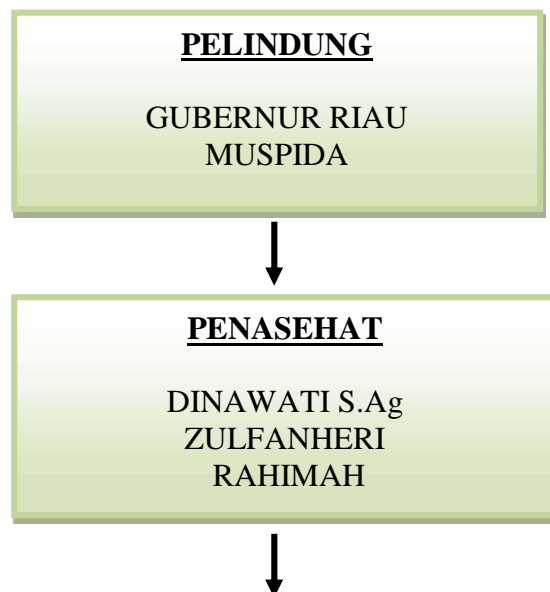 PELINDUNG
GUBERNUR RIAU
MUSPIDA
PENASEHAT
DINAWATI S.Ag
ZULFANHERI
RAHIMAH